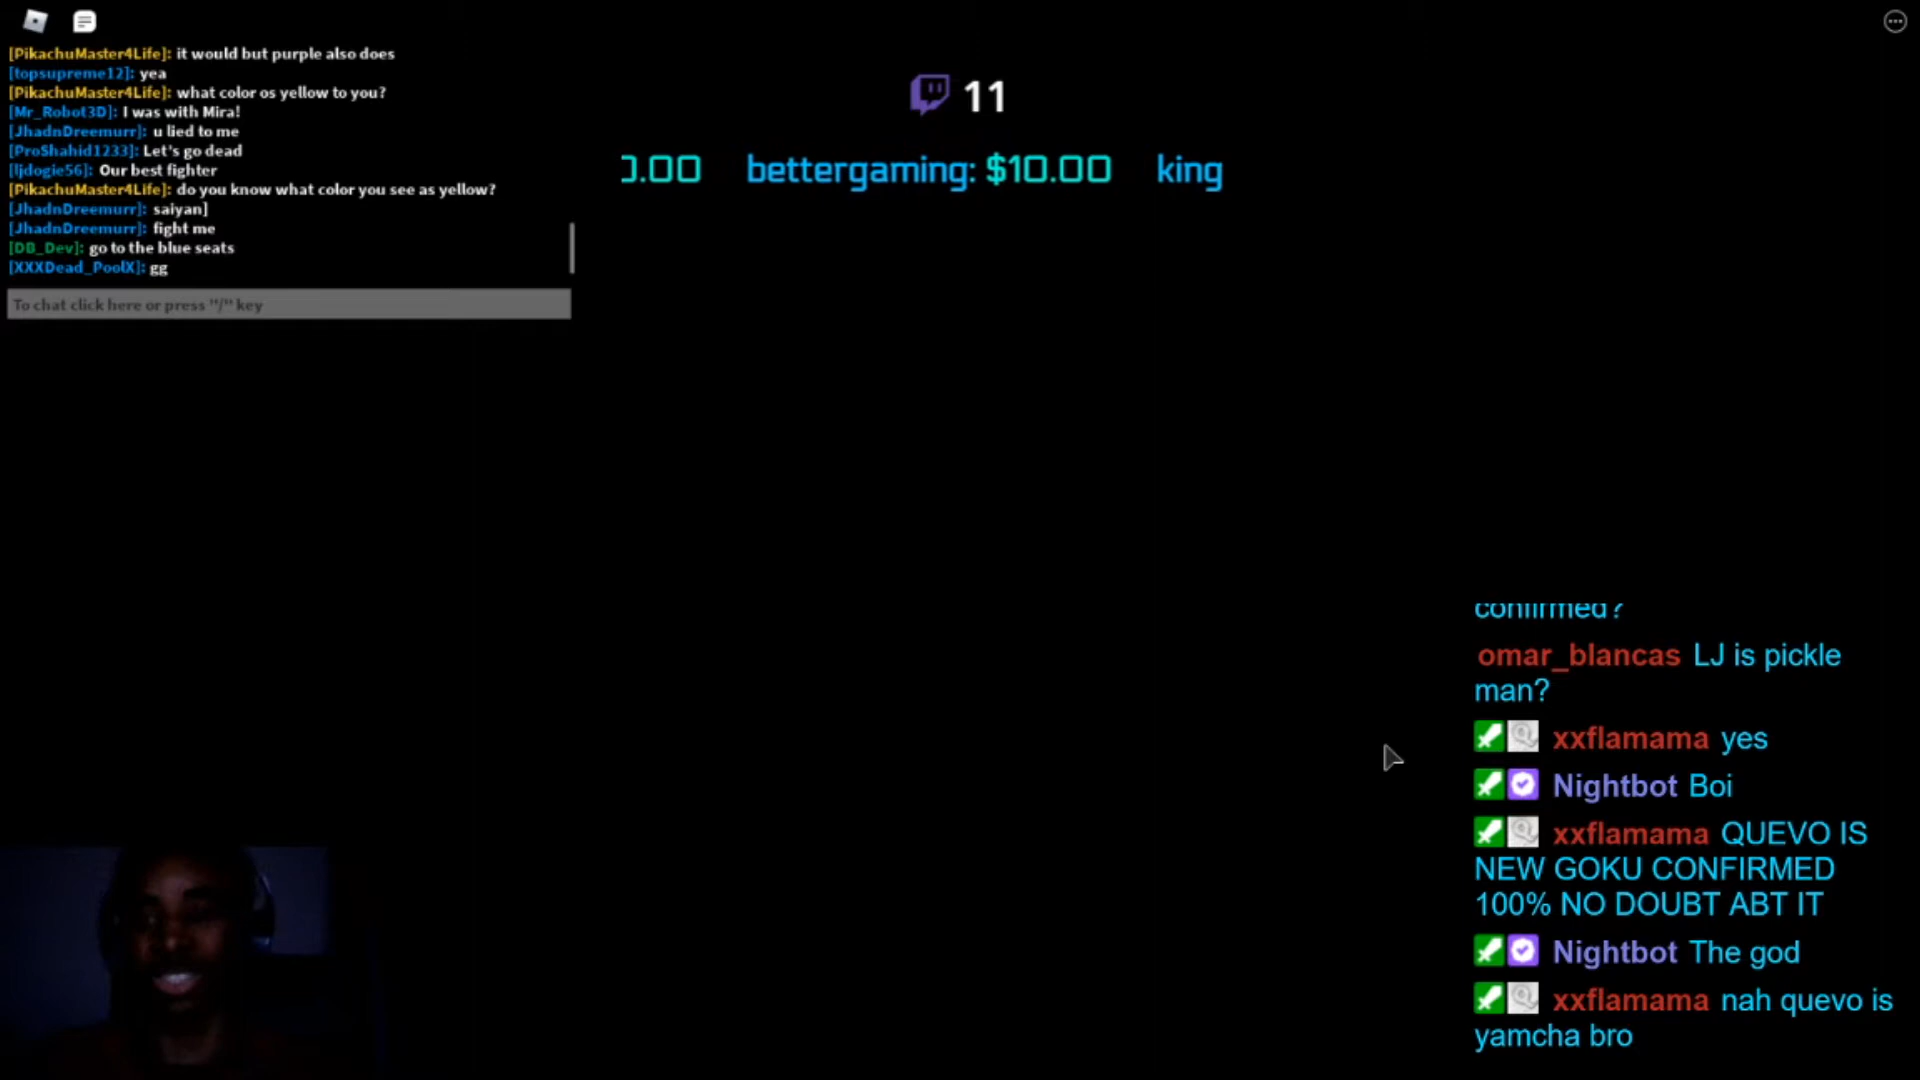 [PikachuMaster4Life]: it would but purple also does
[topsupreme12]: yea
[PikachuMaster4Life]: what color os yellow to you?
[Mr_Robot3D]: I was with Mira!
[JhadnDreemurr]: u lied to me
[ProShahid1233]: Let's go dead
[ljdogie56]: Our best fighter
[PikachuMaster4Life]: do you know what color you see as yellow?
[JhadnDreemurr]: saiyan]
[JhadnDreemurr]: fight me
[DB_Dev]: go to the blue seats
[XXXDead_PoolX]: gg
To chat click here or press "/" key
11
0.00 bettergaming: $10.00 king
confirmed?
omar_blancas LJ is pickle
man?
xxflamama yes
Nightbot Boi
xxflamama QUEVO IS
NEW GOKU CONFIRMED
100% NO DOUBT ABT IT
Nightbot The god
xxflamama nah quevo is
yamcha bro